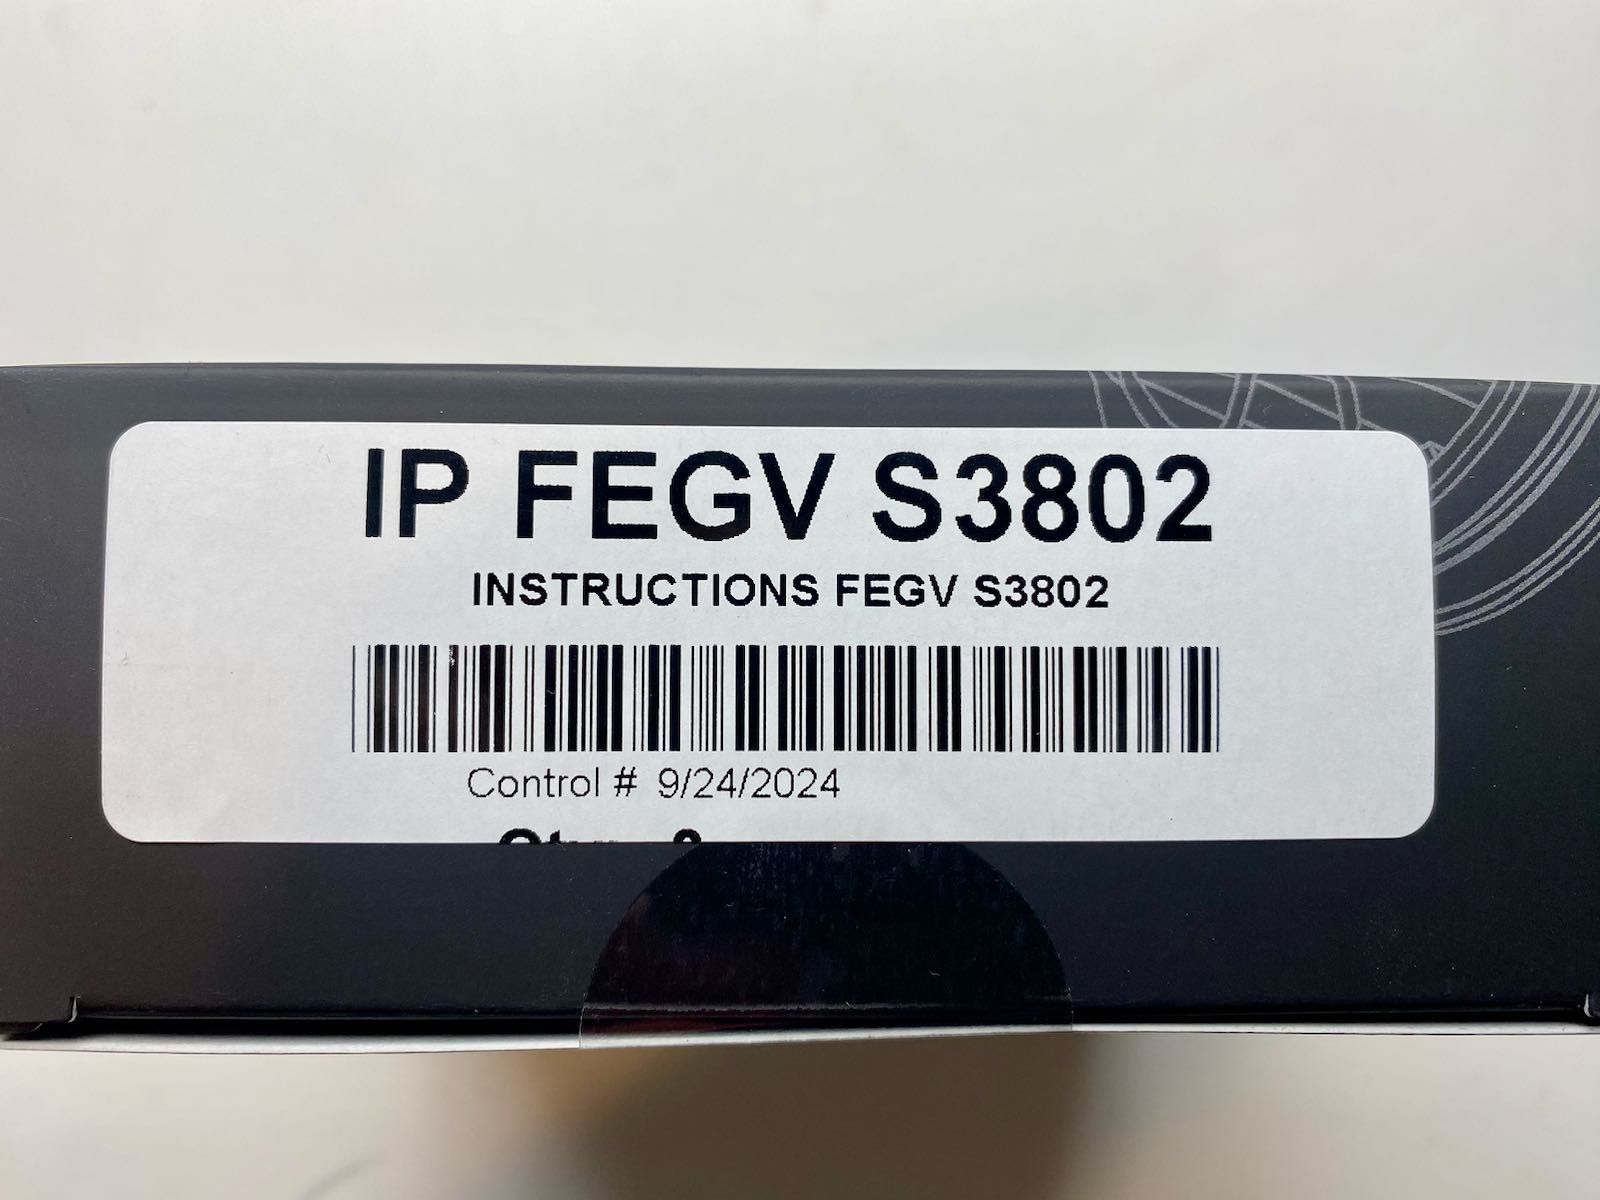 IP FEGV S3802
INSTRUCTIONS FEGV S3802
Control # 9/24/2024